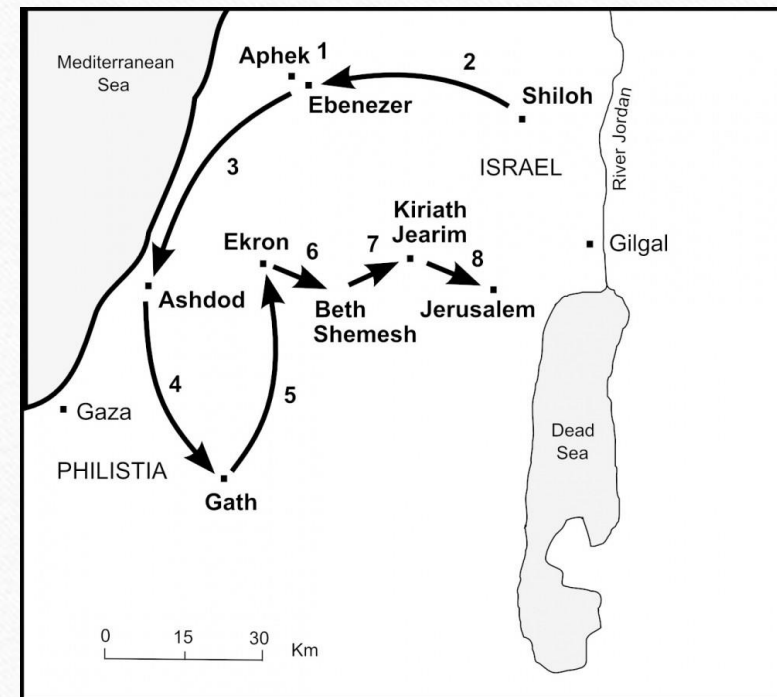 Mediterranean
Sea
Aphek
1
Ebenezer
2
Shiloh
River Jordan
3
ISRAEL
Kiriath
Jearim
Gilgal
Ekron
6
7
8
Ashdod
Beth
Shemesh
Jerusalem
4
5
Gaza
PHILISTIA
Gath
Dead
Sea
0 15 30 Km